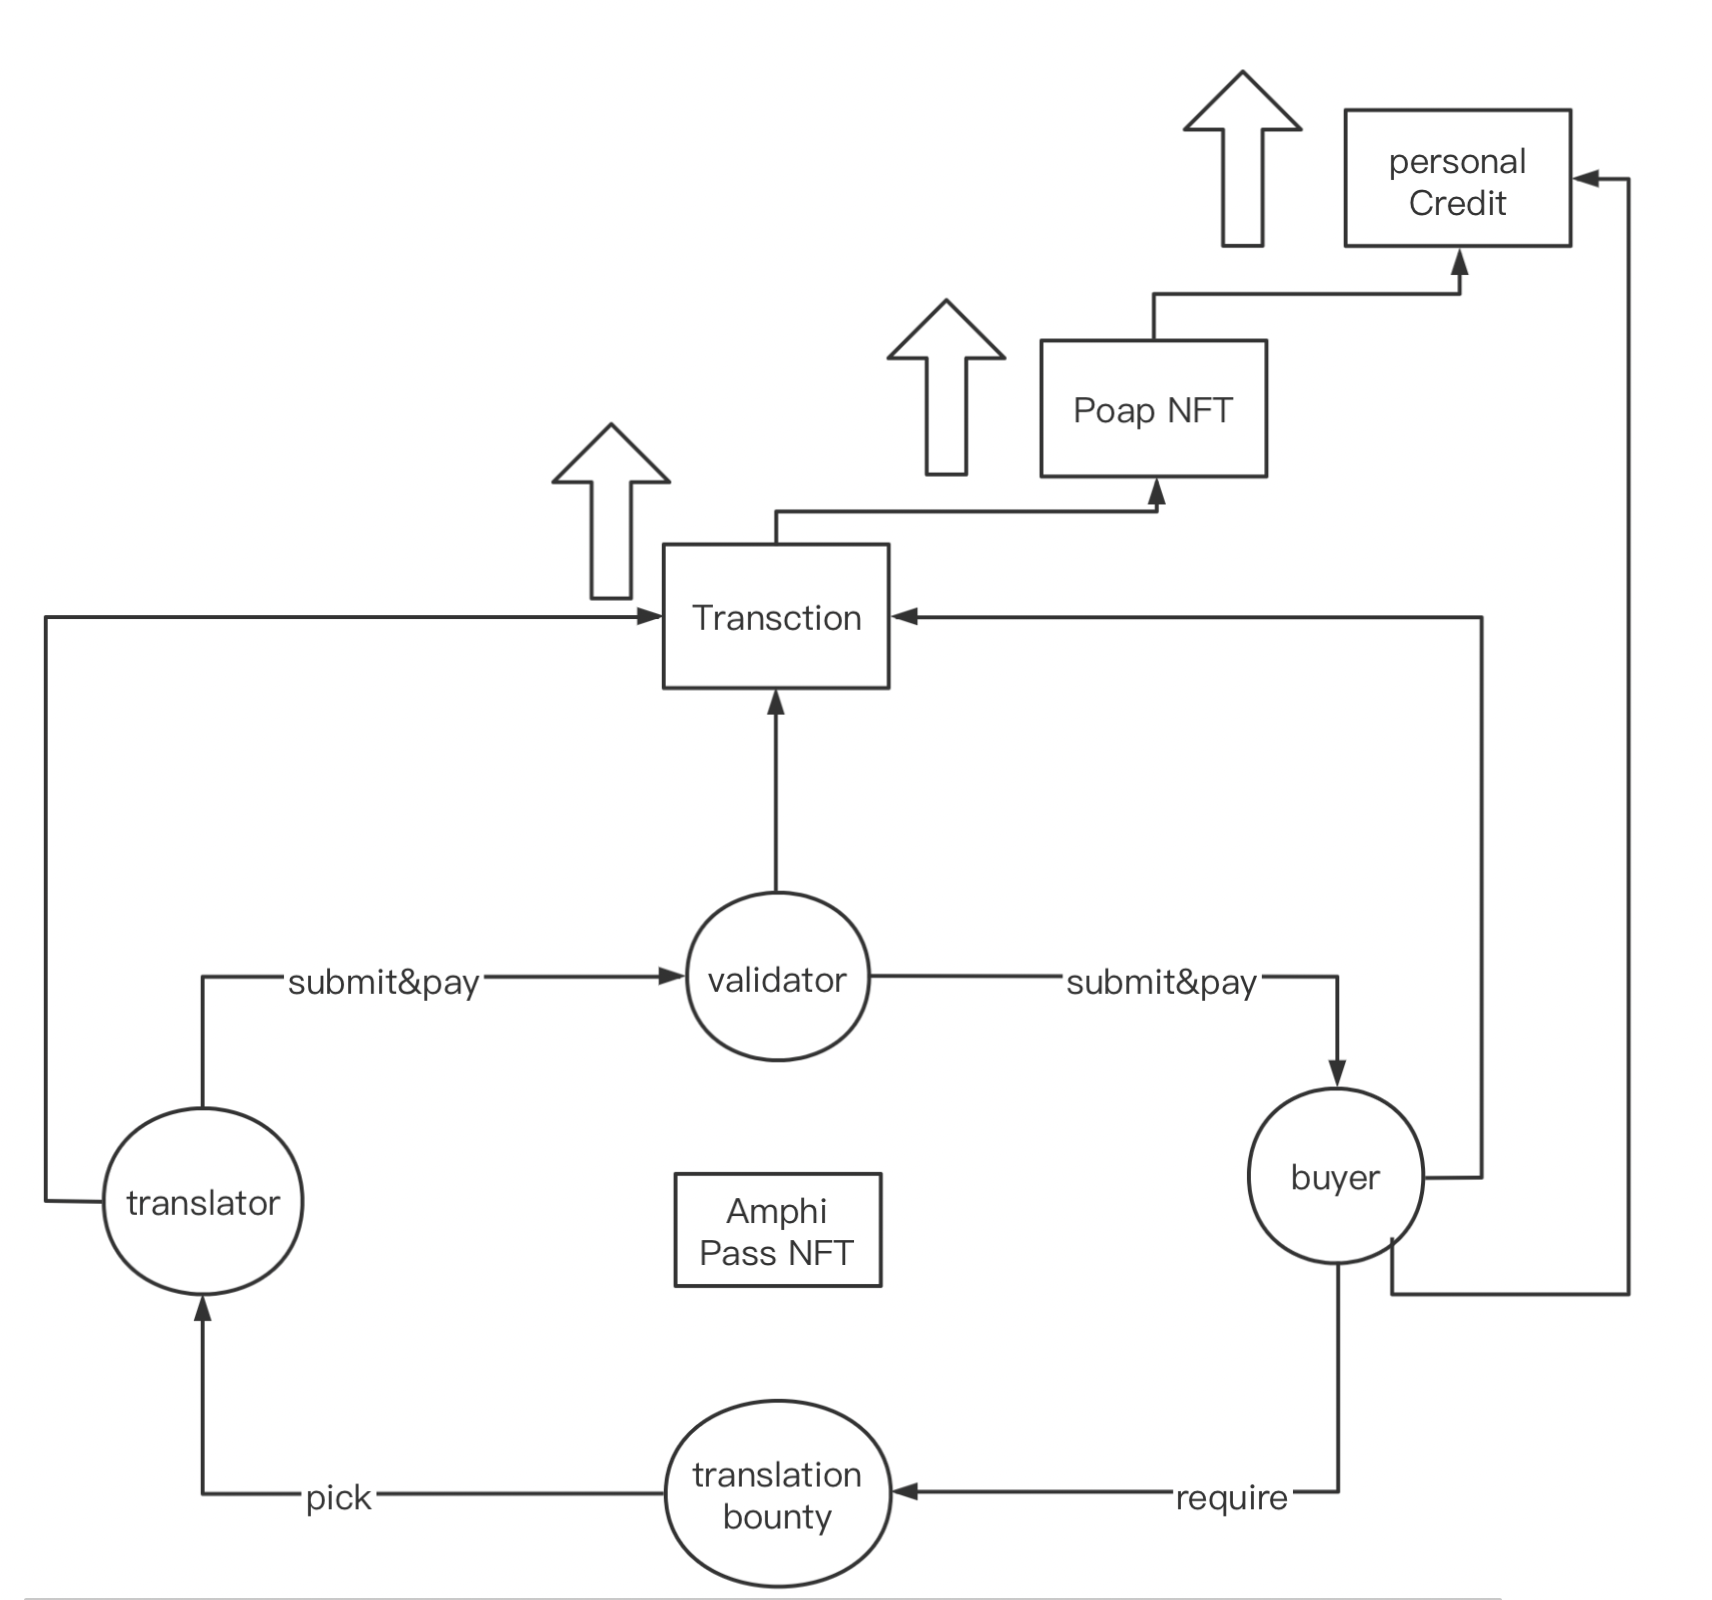 personal
Credit
Poap NFT
Transction
submit&pay
validator
submit&pay
translator
Amphi
Pass NFT
buyer
translation
bounty
pick
require